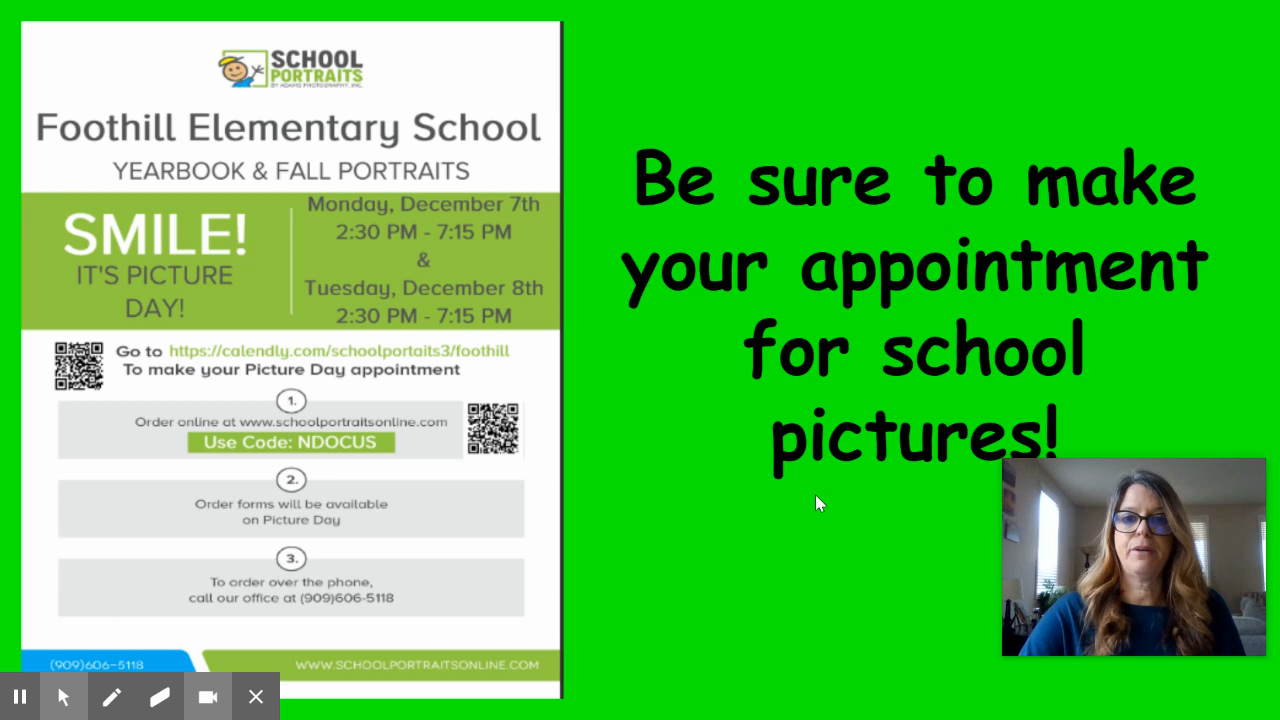 SCHOOL
PORTRAITS
BY ADAMS PHOTOGRAPHY, INC.
Foothill Elementary School
YEARBOOK & FALL PORTRAITS
SMILE!
IT'S PICTURE
DAY!
Monday, December 7th
2:30 PM - 7:15 PM
&
Tuesday, December 8th
2:30 PM - 7:15 PM
Go to https://calendly.com/schoolportaits3/foothill
To make your Picture Day appointment
1.
Order online at www.schoolportraitsonline.com
Use Code: NDOCUS
2.
Order forms will be available
on Picture Day
3.
To order over the phone,
call our office at (909)606-5118
(909)606-5118
WWW.SCHOOLPORTRAITSONLINE.COM
Be sure to make
your appointment
for school
pictures!